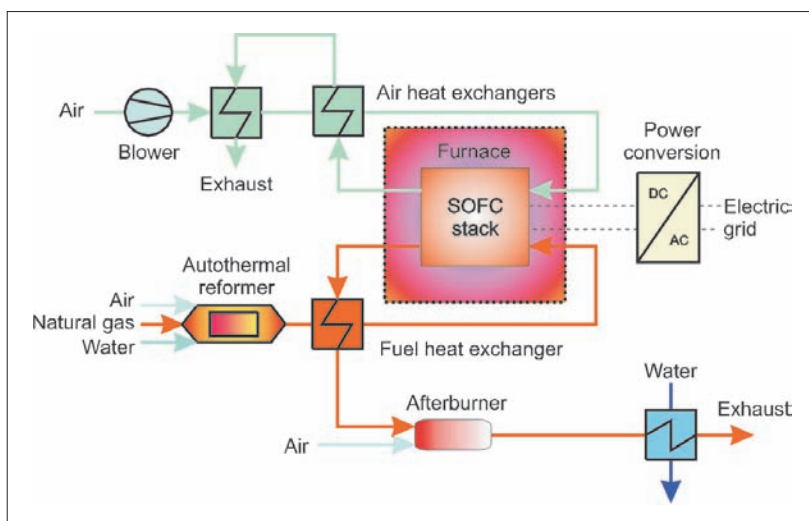 Air
Blower
Exhaust
Air heat exchangers
Furnace
SOFC
stack
Power
conversion
DC
AC
Electric
grid
Autothermal
reformer
Air
Natural gas
Water
Fuel heat exchanger
Afterburner
Air
Water
Exhaust